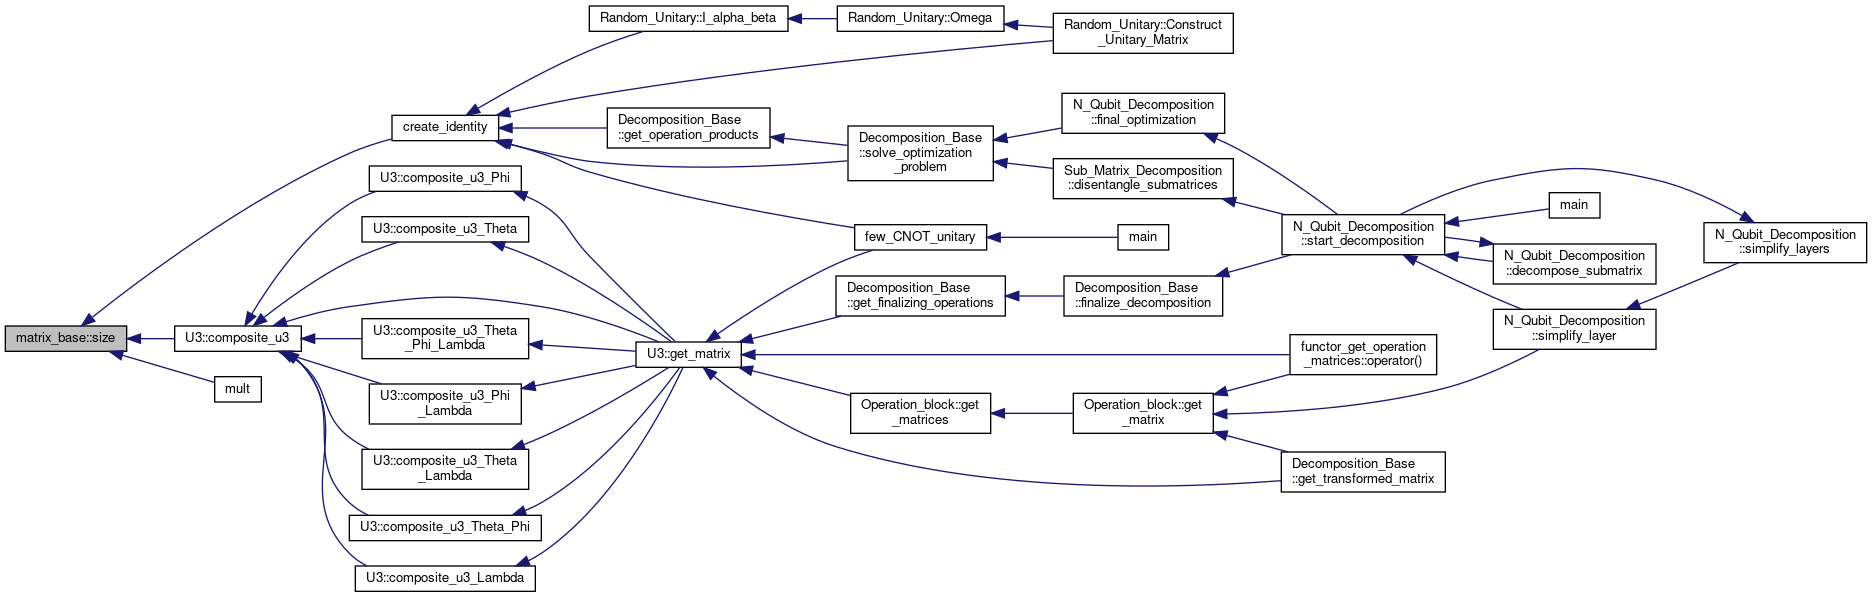 Random_Unitary::I_alpha_beta
Random_Unitary::Omega
Random_Unitary::Construct
_Unitary_Matrix
create_identity
Decomposition_Base
::get_operation_products
Decomposition_Base
::solve_optimization
_problem
N_Qubit_Decomposition
::final_optimization
Sub_Matrix_Decomposition
::disentangle_submatrices
U3::composite_u3_Phi
U3::composite_u3_Theta
few_CNOT_unitary
main
N_Qubit_Decomposition
::start_decomposition
main
N_Qubit_Decomposition
::decompose_submatrix
N_Qubit_Decomposition
::simplify_layers
Decomposition_Base
::get_finalizing_operations
Decomposition_Base
::finalize_decomposition
N_Qubit_Decomposition
::simplify_layer
matrix_base::size
U3::composite_u3
U3::composite_u3_Theta
_Phi_Lambda
U3::get_matrix
functor_get_operation
_matrices::operator()
mult
U3::composite_u3_Phi
_Lambda
Operation_block::get
_matrices
Operation_block::get
_matrix
U3::composite_u3_Theta
_Lambda
Decomposition_Base
::get_transformed_matrix
U3::composite_u3_Theta_Phi
U3::composite_u3_Lambda